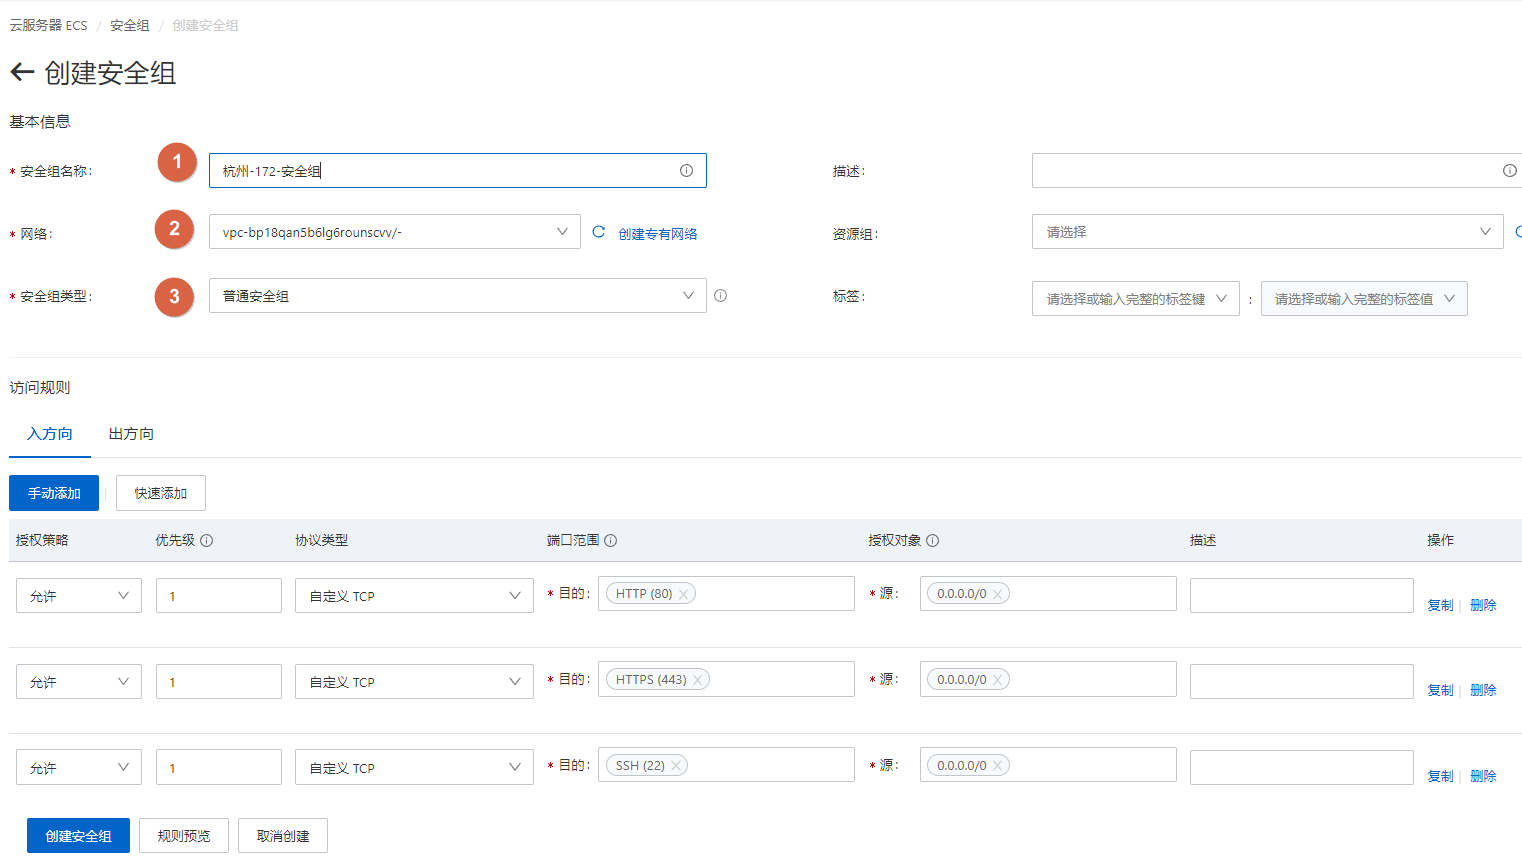 云服务器 ECS / 安全组 / 创建安全组
← 创建安全组
基本信息
* 安全组名称： 1 杭州-172-安全组 描述：
* 网络： 2 vpc-bp18qan5b6lg6rounscvv/- 创建专有网络 资源组： 请选择
* 安全组类型： 3 普通安全组 标签： 请选择或输入完整的标签键 : 请选择或输入完整的标签值
访问规则
入方向 出方向
手动添加 快速添加
授权策略 优先级 协议类型 端口范围 授权对象 描述 操作
允许 1 自定义 TCP * 目的： HTTP (80) * 源： 0.0.0.0/0 复制 删除
允许 1 自定义 TCP * 目的： HTTPS (443) * 源： 0.0.0.0/0 复制 删除
允许 1 自定义 TCP * 目的： SSH (22) * 源： 0.0.0.0/0 复制 删除
创建安全组 规则预览 取消创建